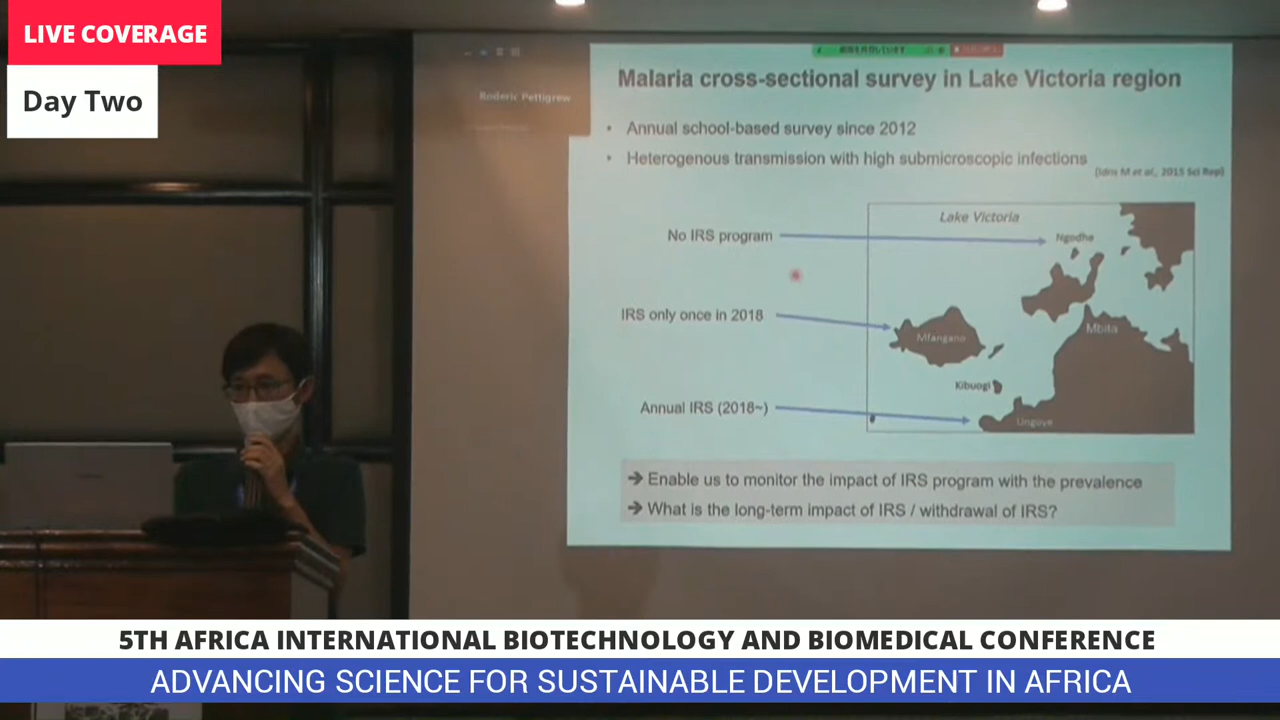 LIVE COVERAGE
Day Two
Roderic Pettigrew
Malaria cross-sectional survey in Lake Victoria region
• Annual school-based survey since 2012
• Heterogenous transmission with high submicroscopic infections
(Idris M et al., 2015 Sci Rep)
Lake Victoria
No IRS program
Ngodhe
IRS only once in 2018
Mfangano
Mbita
Kibuogi
Annual IRS (2018~)
Ungoye
➔ Enable us to monitor the impact of IRS program with the prevalence
➔ What is the long-term impact of IRS / withdrawal of IRS?
5TH AFRICA INTERNATIONAL BIOTECHNOLOGY AND BIOMEDICAL CONFERENCE
ADVANCING SCIENCE FOR SUSTAINABLE DEVELOPMENT IN AFRICA